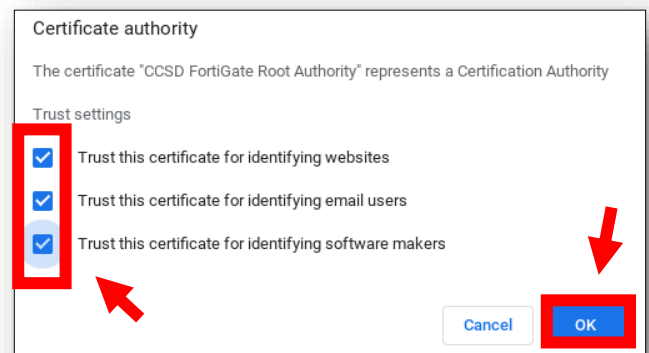 Certificate authority
The certificate "CCSD FortiGate Root Authority" represents a Certification Authority
Trust settings
Trust this certificate for identifying websites
Trust this certificate for identifying email users
Trust this certificate for identifying software makers
Cancel
OK